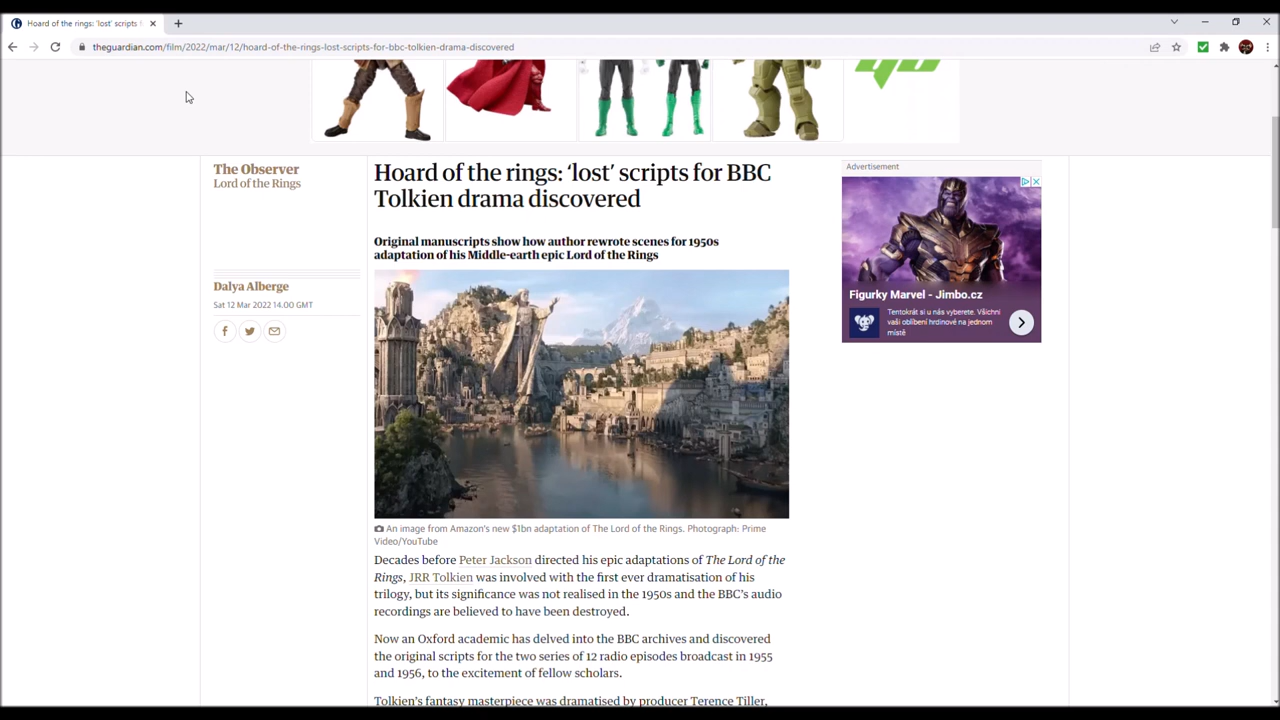 Hoard of the rings: 'lost' scripts f
theguardian.com/film/2022/mar/12/hoard-of-the-rings-lost-scripts-for-bbc-tolkien-drama-discovered
The Observer
Lord of the Rings
Hoard of the rings: ‘lost’ scripts for BBC
Tolkien drama discovered
Original manuscripts show how author rewrote scenes for 1950s
adaptation of his Middle-earth epic Lord of the Rings
Dalya Alberge
Sat 12 Mar 2022 14.00 GMT
An image from Amazon's new $1bn adaptation of The Lord of the Rings. Photograph: Prime
Video/YouTube
Decades before Peter Jackson directed his epic adaptations of The Lord of the
Rings, JRR Tolkien was involved with the first ever dramatisation of his
trilogy, but its significance was not realised in the 1950s and the BBC’s audio
recordings are believed to have been destroyed.
Now an Oxford academic has delved into the BBC archives and discovered
the original scripts for the two series of 12 radio episodes broadcast in 1955
and 1956, to the excitement of fellow scholars.
Tolkien’s fantasy masterpiece was dramatised by producer Terence Tiller,
Advertisement
Figurky Marvel - Jimbo.cz
Tentokrát si u nás vyberete. Všichni
vaši oblíbení hrdinové na jednom
místě